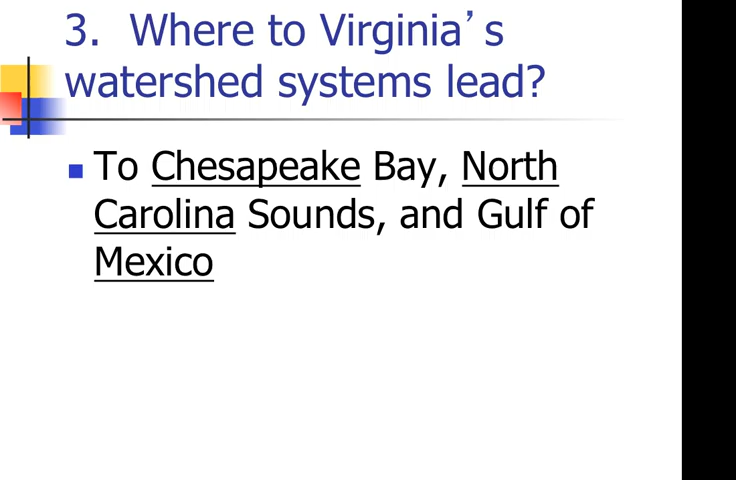 3. Where to Virginia’s
watershed systems lead?
To Chesapeake Bay, North
Carolina Sounds, and Gulf of
Mexico